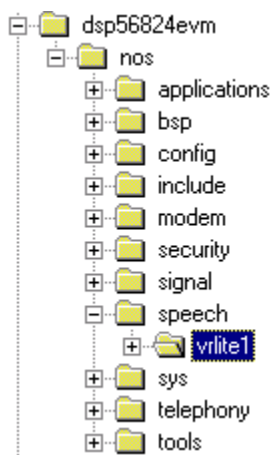 dsp56824evm
nos
applications
bsp
config
include
modem
security
signal
speech
vrlite1
sys
telephony
tools